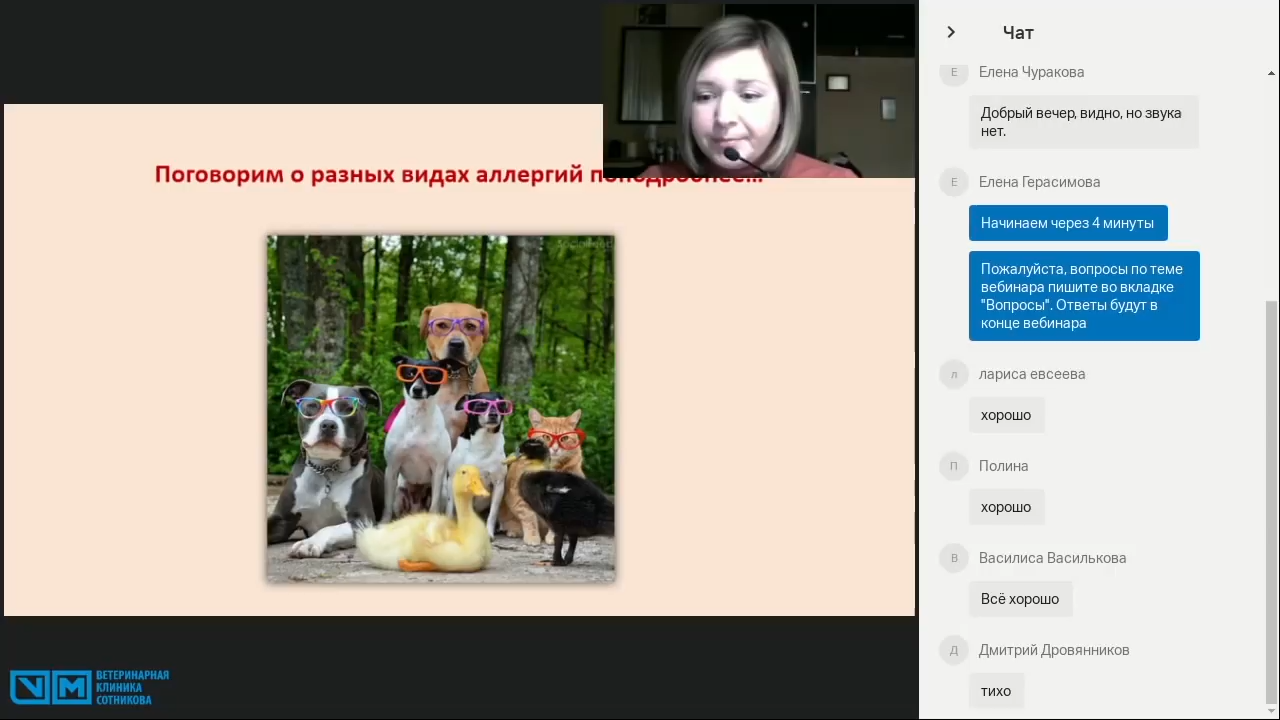 Поговорим о разных видах аллергий
ВЕТЕРИНАРНАЯ
КЛИНИКА
СОТНИКОВА
Чат
Е
Елена Чуракова
Добрый вечер, видно, но звука
нет.
Е
Елена Герасимова
Начинаем через 4 минуты
Пожалуйста, вопросы по теме
вебинара пишите во вкладке
"Вопросы". Ответы будут в
конце вебинара
л
лариса евсеева
хорошо
П
Полина
хорошо
В
Василиса Василькова
Всё хорошо
Д
Дмитрий Дровянников
тихо